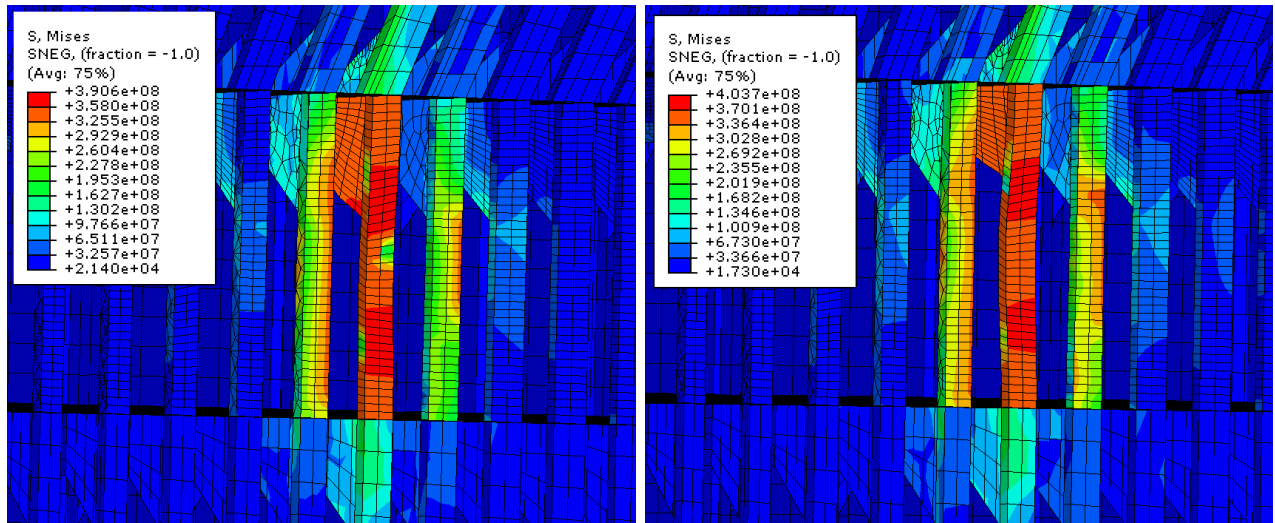 S, Mises
SNEG, (fraction = -1.0)
(Avg: 75%)
+3.906e+08
+3.580e+08
+3.255e+08
+2.929e+08
+2.604e+08
+2.278e+08
+1.953e+08
+1.627e+08
+1.302e+08
+9.766e+07
+6.511e+07
+3.257e+07
+2.140e+04
S, Mises
SNEG, (fraction = -1.0)
(Avg: 75%)
+4.037e+08
+3.701e+08
+3.364e+08
+3.028e+08
+2.692e+08
+2.355e+08
+2.019e+08
+1.682e+08
+1.346e+08
+1.009e+08
+6.730e+07
+3.366e+07
+1.730e+04